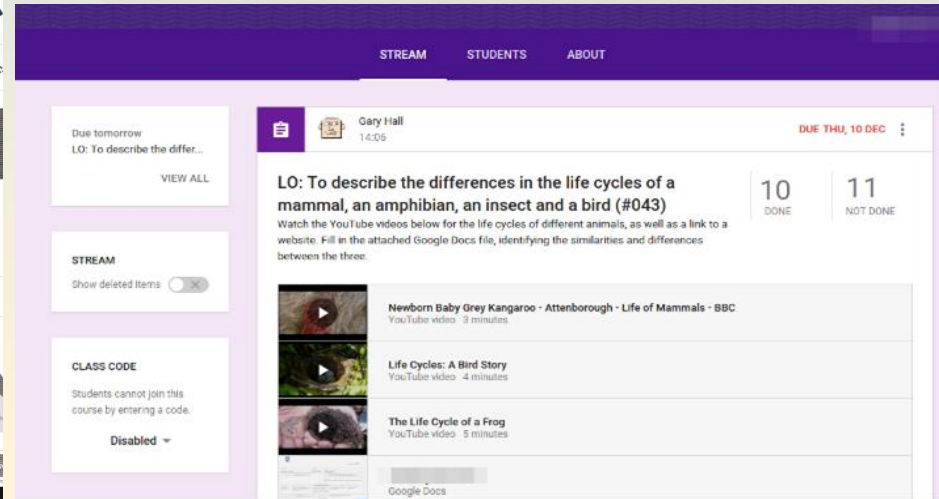 STREAM STUDENTS ABOUT
Due tomorrow
LO: To describe the differ...
VIEW ALL
STREAM
Show deleted items
CLASS CODE
Students cannot join this
course by entering a code.
Disabled
Gary Hall
14:06
DUE THU, 10 DEC
LO: To describe the differences in the life cycles of a
mammal, an amphibian, an insect and a bird (#043)
10
DONE
11
NOT DONE
Watch the YouTube videos below for the life cycles of different animals, as well as a link to a
website. Fill in the attached Google Docs file, identifying the similarities and differences
between the three.
Newborn Baby Grey Kangaroo - Attenborough - Life of Mammals - BBC
YouTube video 3 minutes
Life Cycles: A Bird Story
YouTube video 4 minutes
The Life Cycle of a Frog
YouTube video 5 minutes
Google Docs